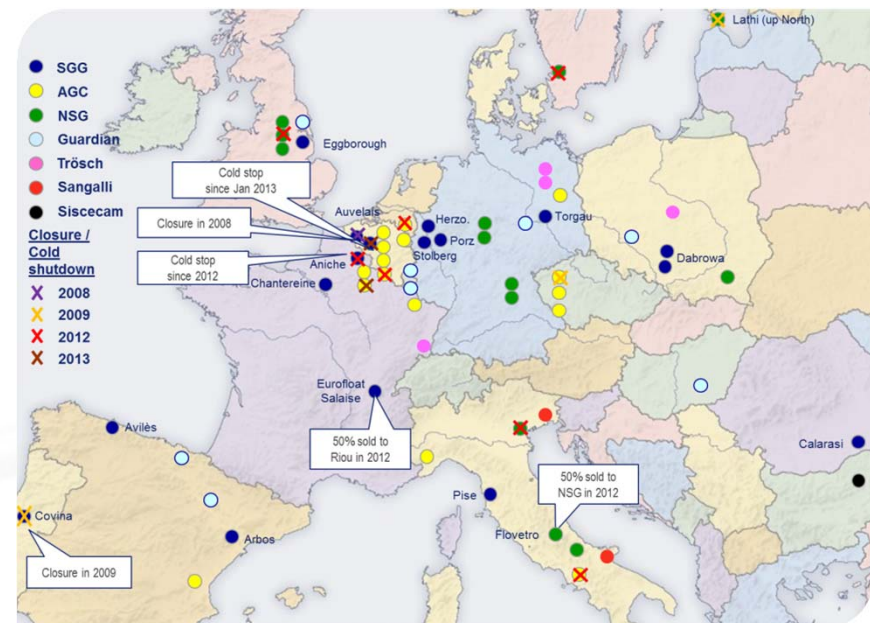 SGG
AGC
NSG
Guardian
Trösch
Sangalli
Siscecam
Closure /
Cold
shutdown
2008
2009
2012
2013
Lathi (up North)
Eggborough
Cold stop
since Jan 2013
Closure in 2008
Auvelais
Cold stop
since 2012
Aniche
Chantereine
Herzo.
Porz
Stolberg
Torgau
Dabrowa
Eurofloat
Salaise
50% sold to
Riou in 2012
Avilès
Covina
Closure in 2009
Arbos
Pise
50% sold to
NSG in 2012
Flovetro
Calarasi